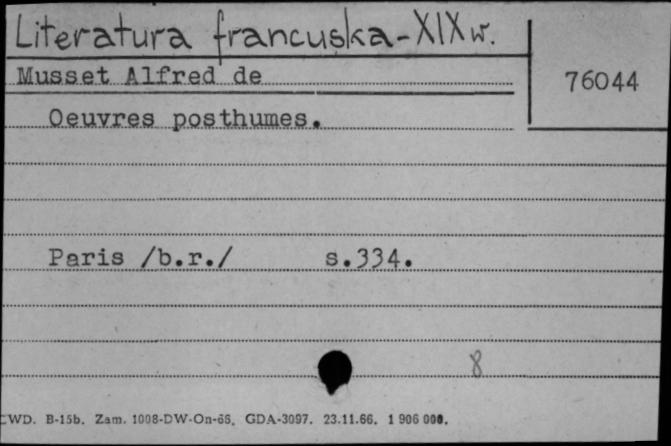 Literatura francuska-XIX w.
Musset Alfred de
76044
Oeuvres posthumes.
Paris /b.r./ s.334.
8
CWD. B-15b. Zam. 1008-DW-On-66. GDA-3097. 23.11.66. 1 906 000.